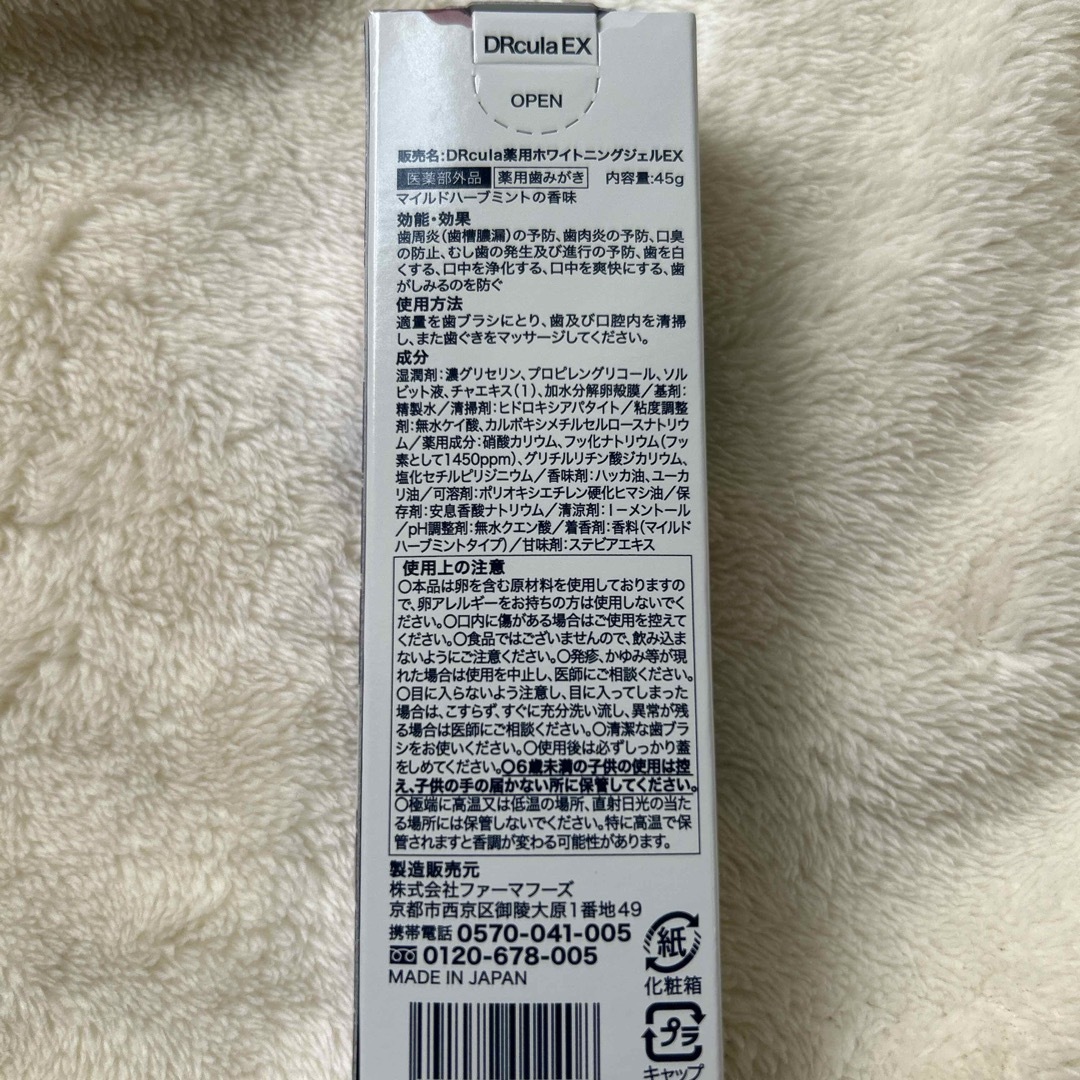 DRcula EX
OPEN
販売名:DRcula薬用ホワイトニングジェルEX
医薬部外品 薬用歯みがき 内容量:45g
マイルドハーブミントの香味
効能・効果
歯周炎(歯槽膿漏)の予防、歯肉炎の予防、口臭
の防止、むし歯の発生及び進行の予防、歯を白
くする、口中を浄化する、口中を爽快にする、歯
がしみるのを防ぐ
使用方法
適量を歯ブラシにとり、歯及び口腔内を清掃
し、また歯ぐきをマッサージしてください。
成分
湿潤剤:濃グリセリン、プロピレングリコール、ソル
ビット液、チャエキス(1)、加水分解卵殻膜/基剤:
精製水/清掃剤:ヒドロキシアパタイト/粘度調整
剤:無水ケイ酸、カルボキシメチルセルロースナトリウ
ム/薬用成分:硝酸カリウム、フッ化ナトリウム(フッ
素として1450ppm)、グリチルリチン酸ジカリウム、
塩化セチルピリジニウム/香味剤:ハッカ油、ユーカ
リ油/可溶剤:ポリオキシエチレン硬化ヒマシ油/保
存剤:安息香酸ナトリウム/清涼剤:l-メントール
/pH調整剤:無水クエン酸/着香剤:香料(マイルド
ハーブミントタイプ)/甘味剤:ステビアエキス
使用上の注意
○本品は卵を含む原材料を使用しておりますの
で、卵アレルギーをお持ちの方は使用しないでく
ださい。○口内に傷がある場合はご使用を控えて
ください。○食品ではございませんので、飲み込ま
ないようにご注意ください。○発疹、かゆみ等が現
れた場合は使用を中止し、医師にご相談ください。
○目に入らないよう注意し、目に入ってしまった
場合は、こすらず、すぐに充分洗い流し、異常が残
る場合は医師にご相談ください。○清潔な歯ブラ
シをお使いください。○使用後は必ずしっかり蓋
をしめてください。○6歳未満の子供の使用は控
え、子供の手の届かない所に保管してください。
○極端に高温又は低温の場所、直射日光の当た
る場所には保管しないでください。特に高温で保
管されますと香調が変わる可能性があります。
製造販売元
株式会社ファーマフーズ
京都市西京区御陵大原1番地49
携帯電話 0570-041-005
0120-678-005
MADE IN JAPAN
紙
化粧箱
プラ
キャップ